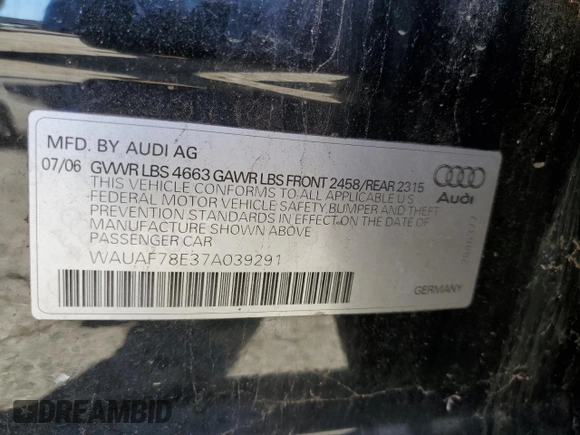 MFD. BY AUDI AG
07/06 GVWR LBS 4663 GAWR LBS FRONT 2458/REAR 2315
THIS VEHICLE CONFORMS TO ALL APPLICABLE U.S.
FEDERAL MOTOR VEHICLE SAFETY, BUMPER AND THEFT
PREVENTION STANDARDS IN EFFECT ON THE DATE OF
MANUFACTURE SHOWN ABOVE
PASSENGER CAR
WAUAF78E37A039291
Audi
GERMANY
DREAMBID